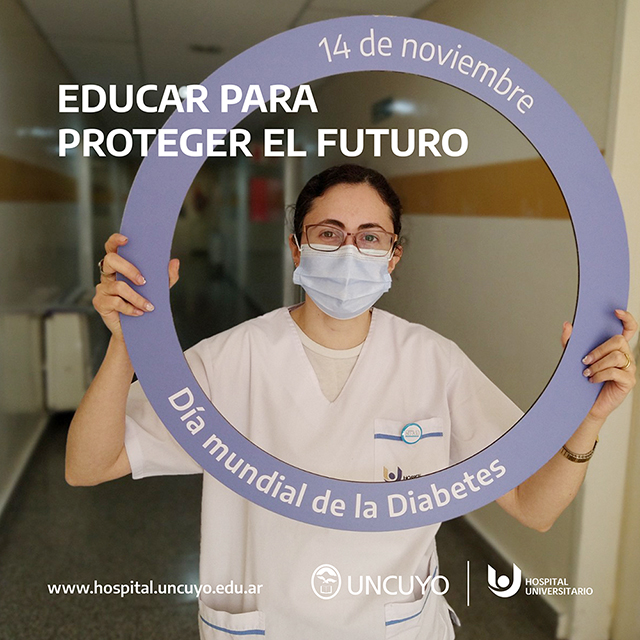 14 de noviembre
EDUCAR PARA
PROTEGER EL FUTURO
Día mundial de la Diabetes
www.hospital.uncuyo.edu.ar
UNCUYO
HOSPITAL
UNIVERSITARIO